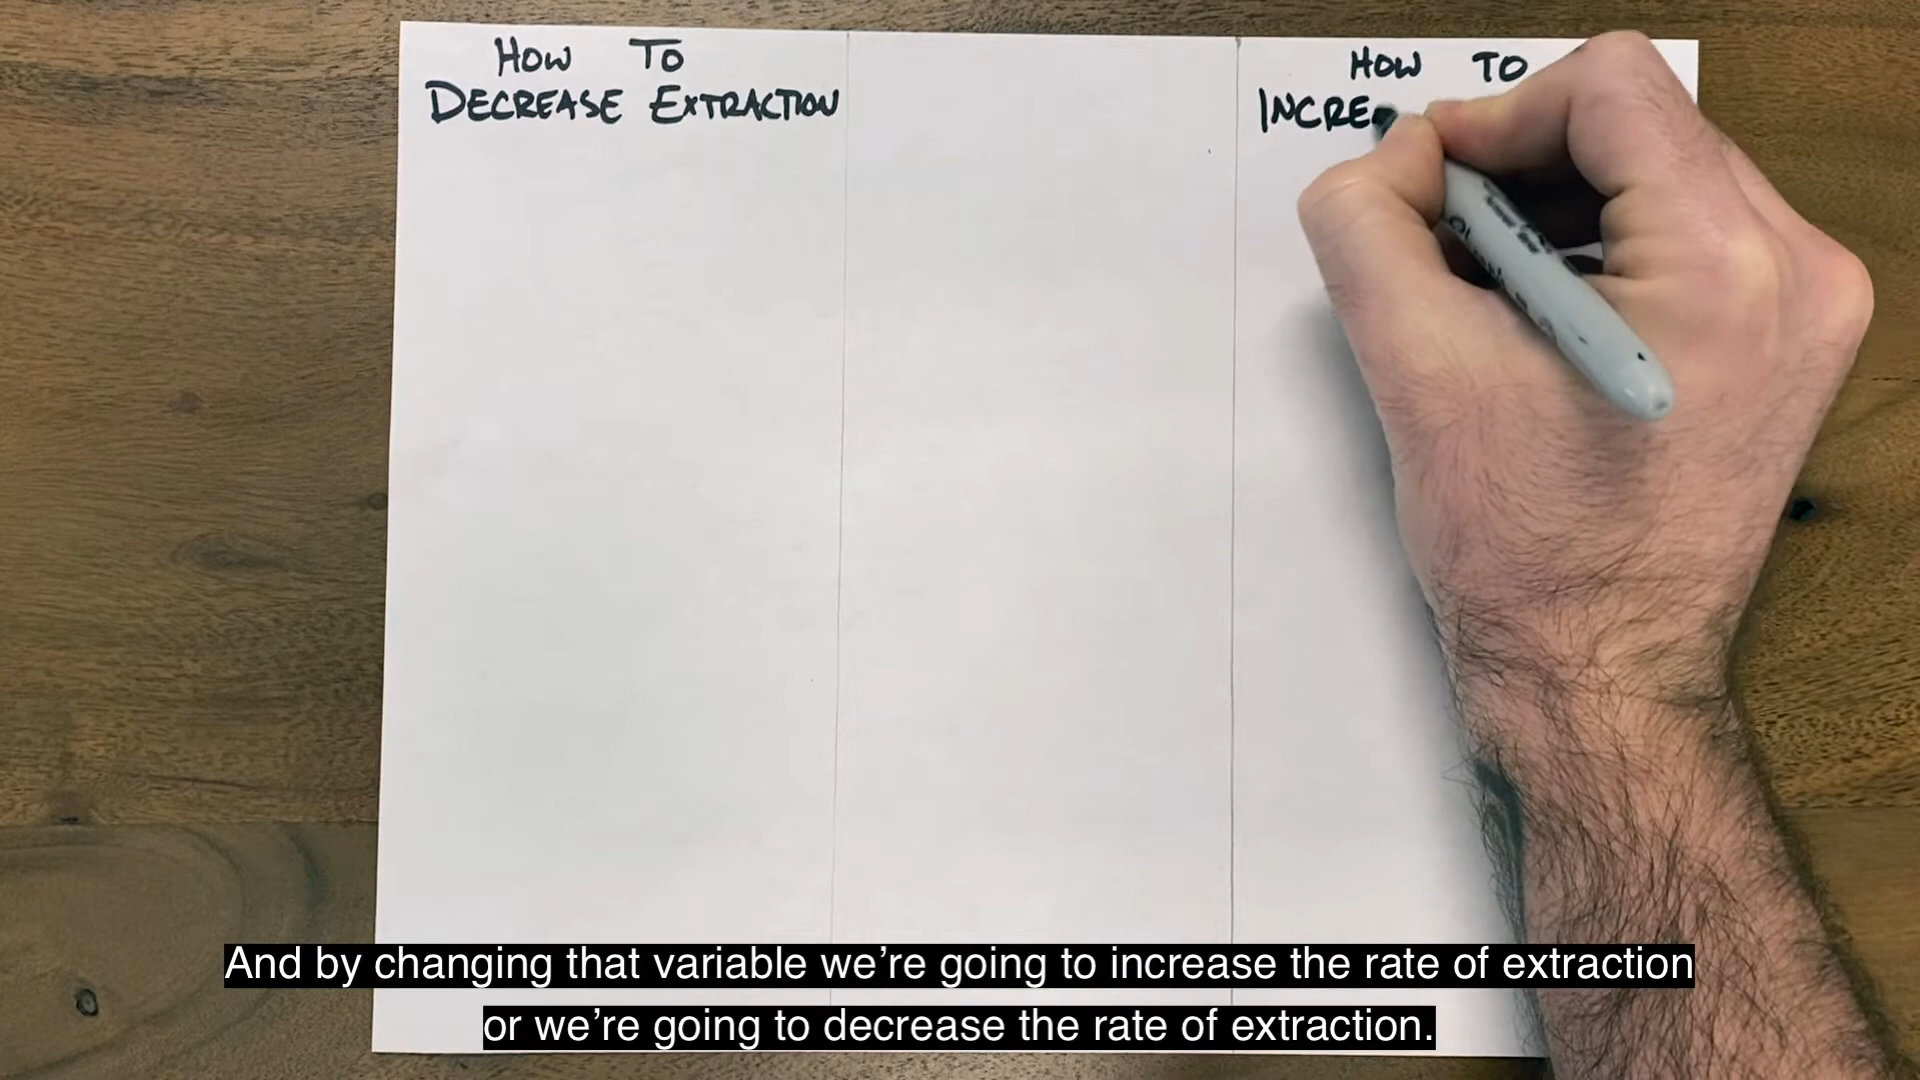 How To
DECREASE EXTRACTION
How TO
INCRE
And by changing that variable we’re going to increase the rate of extraction
or we’re going to decrease the rate of extraction.